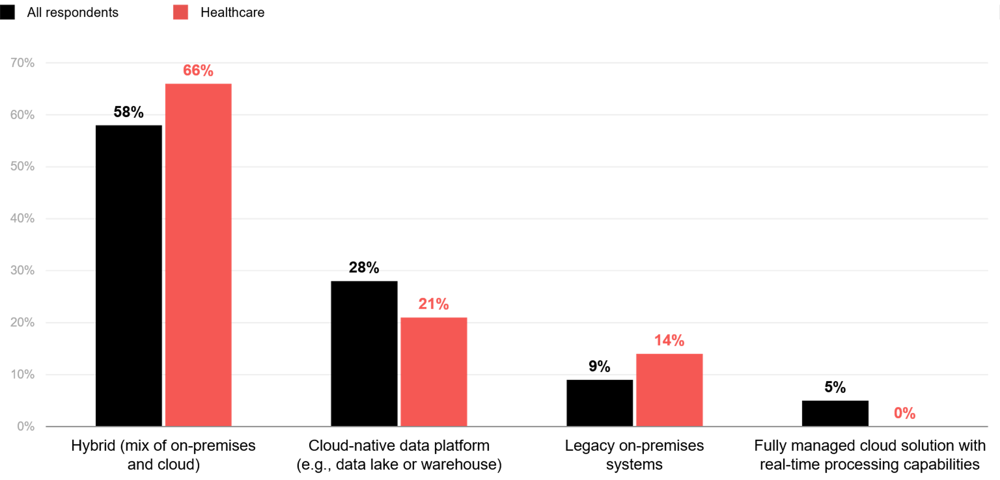 All respondents
Healthcare
70%
60%
50%
40%
30%
20%
10%
0%
58%
66%
28%
21%
9%
14%
5%
0%
Hybrid (mix of on-premises
and cloud)
Cloud-native data platform
(e.g., data lake or warehouse)
Legacy on-premises
systems
Fully managed cloud solution with
real-time processing capabilities